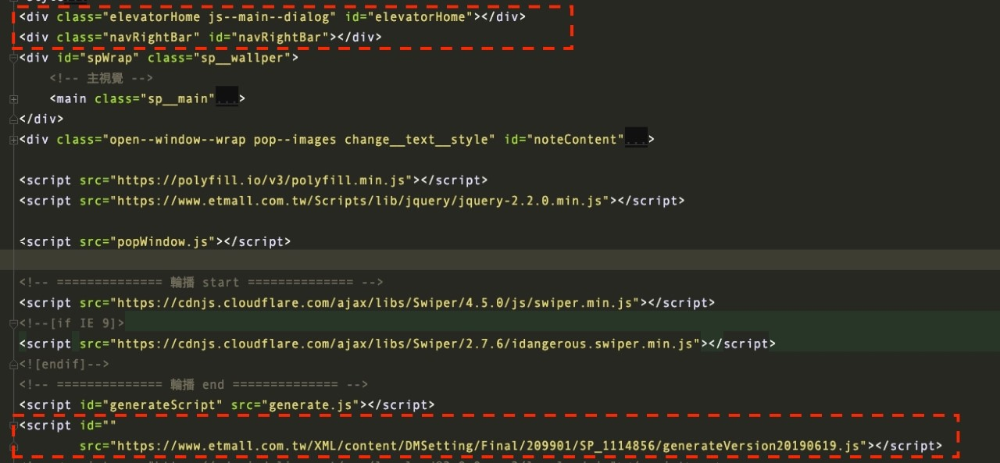 <div class="elevatorHome js--main--dialog" id="elevatorHome"></div>
<div class="navRightBar" id="navRightBar"></div>
<div id="spWrap" class="sp__wallper">
<!-- 主視覺 -->
<main class="sp__main"...>
</div>
<div class="open--window--wrap pop--images change__text__style" id="noteContent"...>
<script src="https://polyfill.io/v3/polyfill.min.js"></script>
<script src="https://www.etmall.com.tw/Scripts/lib/jquery/jquery-2.2.0.min.js"></script>
<script src="popWindow.js"></script>
<!-- ============== 輪播 start ============== -->
<script src="https://cdnjs.cloudflare.com/ajax/libs/Swiper/4.5.0/js/swiper.min.js"></script>
<!--[if IE 9]>
<script src="https://cdnjs.cloudflare.com/ajax/libs/Swiper/2.7.6/idangerous.swiper.min.js"></script>
<![endif]-->
<!-- ============== 輪播 end ============== -->
<script id="generateScript" src="generate.js"></script>
<script id=""
src="https://www.etmall.com.tw/XML/content/DMSetting/Final/209901/SP_1114856/generateVersion20190619.js"></script>